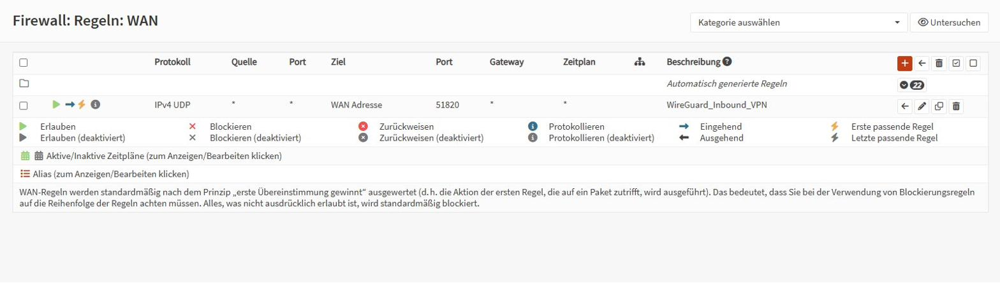 Firewall: Regeln: WAN
Kategorie auswählen
Untersuchen
Protokoll Quelle Port Ziel Port Gateway Zeitplan Beschreibung
Automatisch generierte Regeln 22
IPv4 UDP * * WAN Adresse 51820 * * WireGuard_Inbound_VPN
Erlauben Blockieren Zurückweisen Protokollieren Eingehend Erste passende Regel
Erlauben (deaktiviert) Blockieren (deaktiviert) Zurückweisen (deaktiviert) Protokollieren (deaktiviert) Ausgehend Letzte passende Regel
Aktive/Inaktive Zeitpläne (zum Anzeigen/Bearbeiten klicken)
Alias (zum Anzeigen/Bearbeiten klicken)
WAN-Regeln werden standardmäßig nach dem Prinzip „erste Übereinstimmung gewinnt“ ausgewertet (d. h. die Aktion der ersten Regel, die auf ein Paket zutrifft, wird ausgeführt). Das bedeutet, dass Sie bei der Verwendung von Blockierungsregeln
auf die Reihenfolge der Regeln achten müssen. Alles, was nicht ausdrücklich erlaubt ist, wird standardmäßig blockiert.